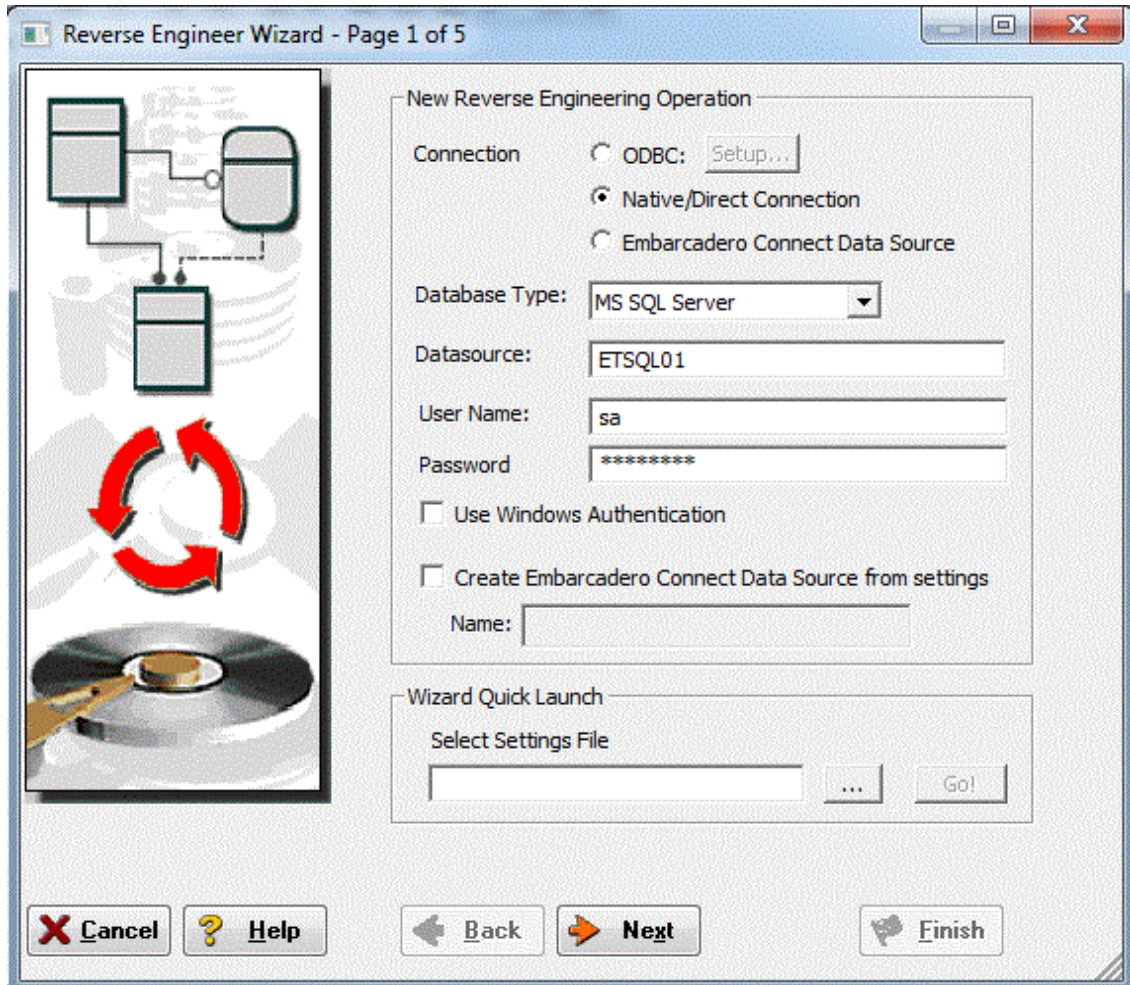 Reverse Engineer Wizard - Page 1 of 5
New Reverse Engineering Operation
Connection
ODBC: Setup...
Native/Direct Connection
Embarcadero Connect Data Source
Database Type: MS SQL Server
Datasource: ETSQL01
User Name: sa
Password ********
Use Windows Authentication
Create Embarcadero Connect Data Source from settings
Name:
Wizard Quick Launch
Select Settings File
... Go!
Cancel ? Help Back Next Finish